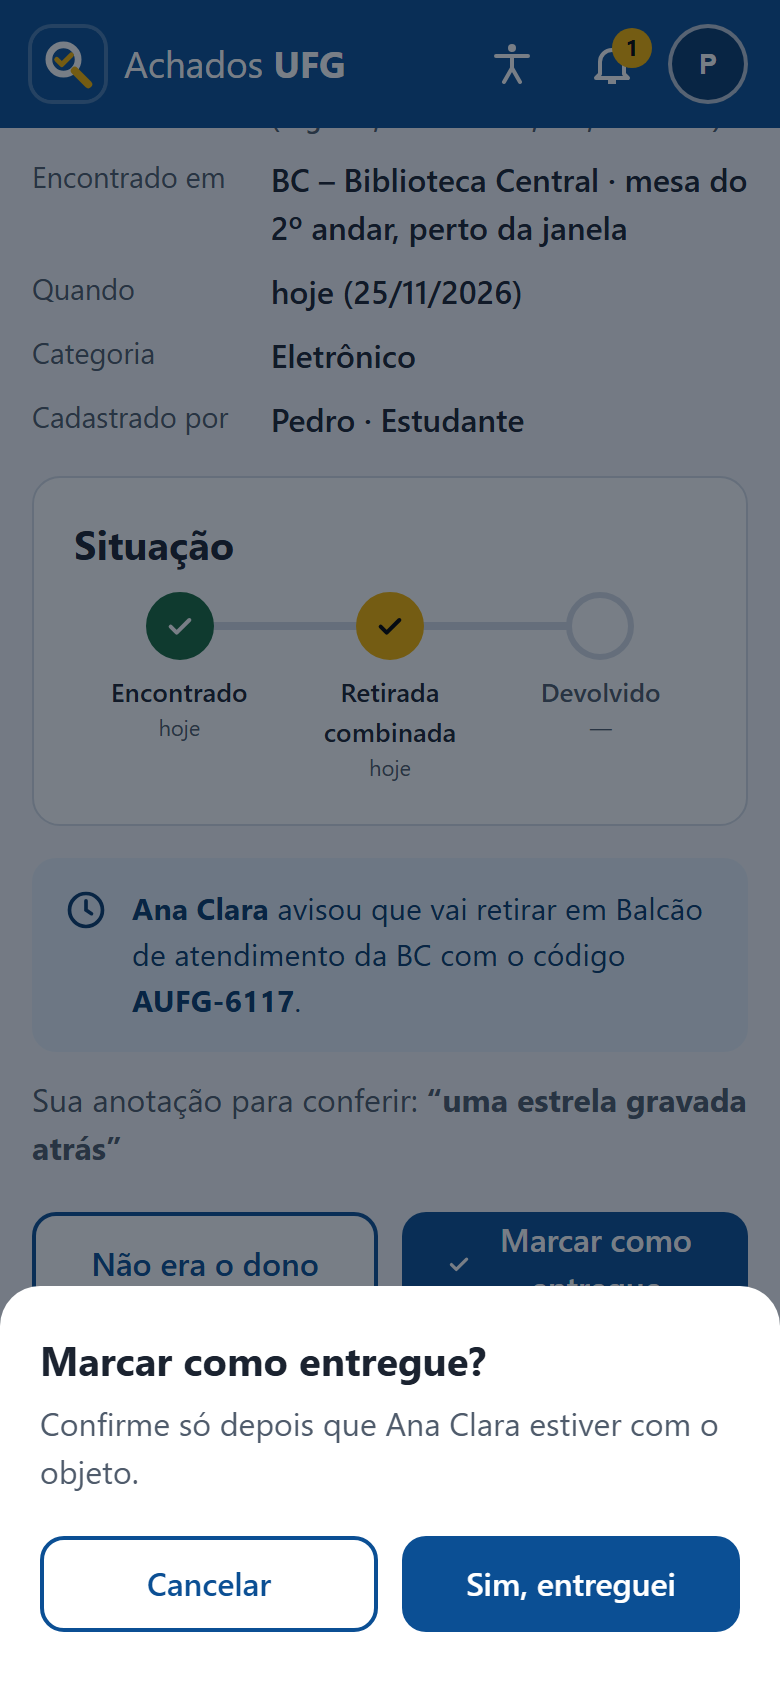 Achados UFG
1
P
Encontrado em
BC – Biblioteca Central · mesa do
2º andar, perto da janela
Quando
hoje (25/11/2026)
Categoria
Eletrônico
Cadastrado por
Pedro · Estudante
Situação
Encontrado
hoje
Retirada
combinada
hoje
Devolvido
—
Ana Clara avisou que vai retirar em Balcão
de atendimento da BC com o código
AUFG-6117.
Sua anotação para conferir: “uma estrela gravada
atrás”
Não era o dono
Marcar como
entregue
Marcar como entregue?
Confirme só depois que Ana Clara estiver com o
objeto.
Cancelar
Sim, entreguei